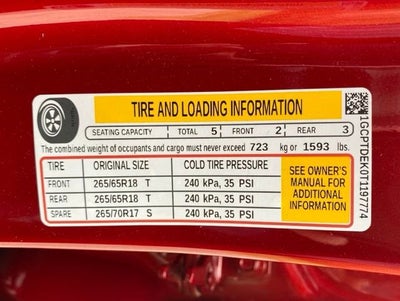 TIRE AND LOADING INFORMATION
SEATING CAPACITY TOTAL 5 FRONT 2 REAR 3
The combined weight of occupants and cargo must never exceed 723 kg or 1593 lbs.
TIRE ORIGINAL SIZE COLD TIRE PRESSURE
FRONT 265/65R18 T 240 kPa, 35 PSI
REAR 265/65R18 T 240 kPa, 35 PSI
SPARE 265/70R17 S 240 kPa, 35 PSI
SEE OWNER'S
MANUAL FOR
ADDITIONAL
INFORMATION
1GCPTDEK0T1197774